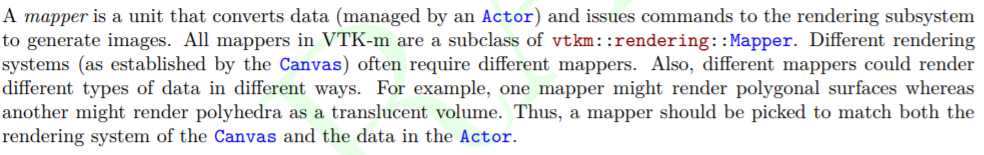 A mapper is a unit that converts data (managed by an Actor) and issues commands to the rendering subsystem
to generate images. All mappers in VTK-m are a subclass of vtkm::rendering::Mapper. Different rendering
systems (as established by the Canvas) often require different mappers. Also, different mappers could render
different types of data in different ways. For example, one mapper might render polygonal surfaces whereas
another might render polyhedra as a translucent volume. Thus, a mapper should be picked to match both the
rendering system of the Canvas and the data in the Actor.